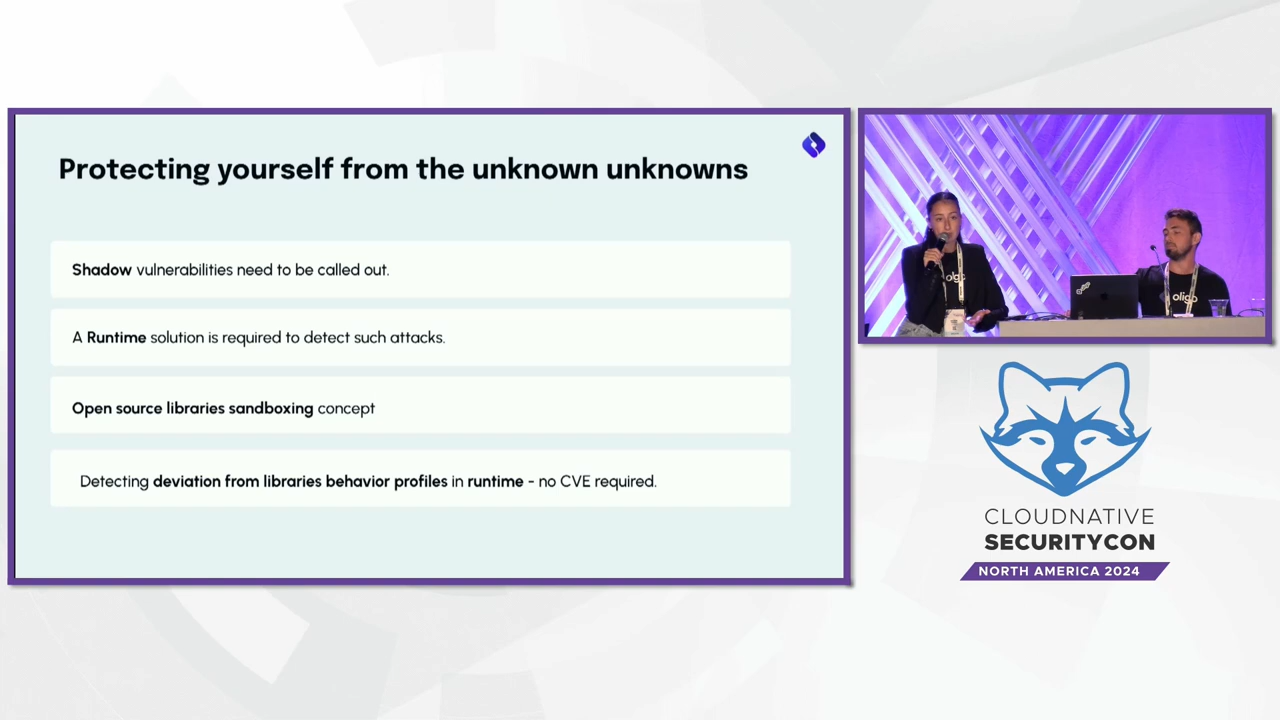 Protecting yourself from the unknown unknowns
Shadow vulnerabilities need to be called out.
A Runtime solution is required to detect such attacks.
Open source libraries sandboxing concept
Detecting deviation from libraries behavior profiles in runtime - no CVE required.
oligo
CLOUDNATIVE
SECURITYCON
NORTH AMERICA 2024